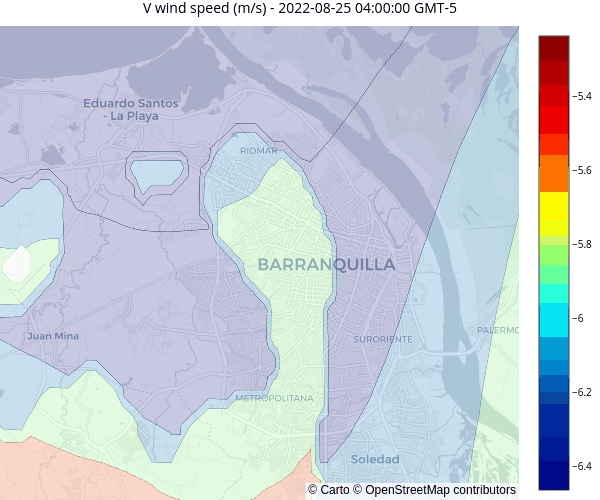 V wind speed (m/s) - 2022-08-25 04:00:00 GMT-5
Eduardo Santos
- La Playa
RIOMAR
BARRANQUILLA
Juan Mina
SURORIENTE
PALERMO
METROPOLITANA
Soledad
© Carto © OpenStreetMap contributors
−5.4
−5.6
−5.8
−6
−6.2
−6.4